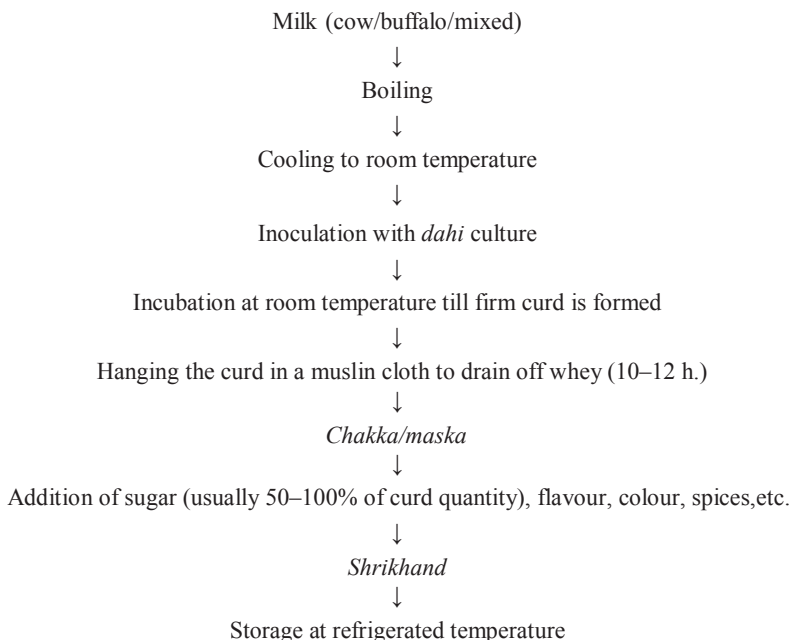 Milk (cow/buffalo/mixed)
↓
Boiling
↓
Cooling to room temperature
↓
Inoculation with dahi culture
↓
Incubation at room temperature till firm curd is formed
↓
Hanging the curd in a muslin cloth to drain off whey (10–12 h.)
↓
Chakka/maska
↓
Addition of sugar (usually 50–100% of curd quantity), flavour, colour, spices,etc.
↓
Shrikhand
↓
Storage at refrigerated temperature